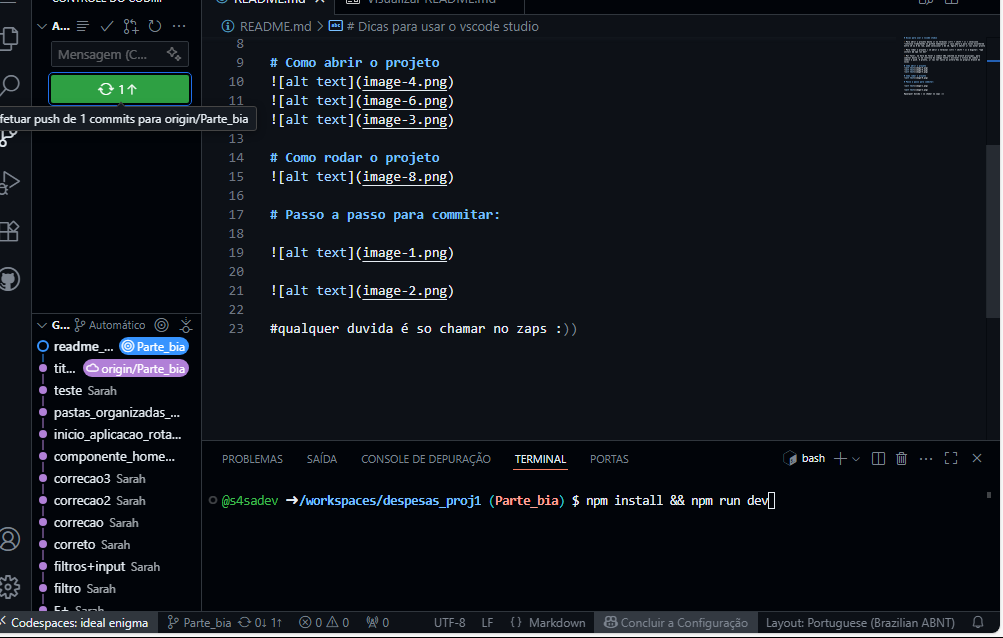 README.md
Visualizar README.md
A...
README.md > # Dicas para usar o vscode studio
Mensagem (C...
1↑
fetuar push de 1 commits para origin/Parte_bia
8
9 # Como abrir o projeto
10 ![alt text](image-4.png)
11 ![alt text](image-6.png)
![alt text](image-3.png)
13
14 # Como rodar o projeto
15 ![alt text](image-8.png)
16
17 # Passo a passo para commitar:
18
19 ![alt text](image-1.png)
20
21 ![alt text](image-2.png)
22
23 #qualquer duvida é so chamar no zaps :))
G... Automático
readme_... Parte_bia
tit... origin/Parte_bia
teste Sarah
pastas_organizadas_...
inicio_aplicacao_rota...
componente_home...
correcao3 Sarah
correcao2 Sarah
correcao Sarah
correto Sarah
filtros+input Sarah
filtro Sarah
Sarah
PROBLEMAS SAÍDA CONSOLE DE DEPURAÇÃO TERMINAL PORTAS
bash
@s4sadev →/workspaces/despesas_proj1 (Parte_bia) $ npm install && npm run dev
Codespaces: ideal enigma Parte_bia 0↓ 1↑ 0 0 0 UTF-8 LF {} Markdown Concluir a Configuração Layout: Portuguese (Brazilian ABNT)